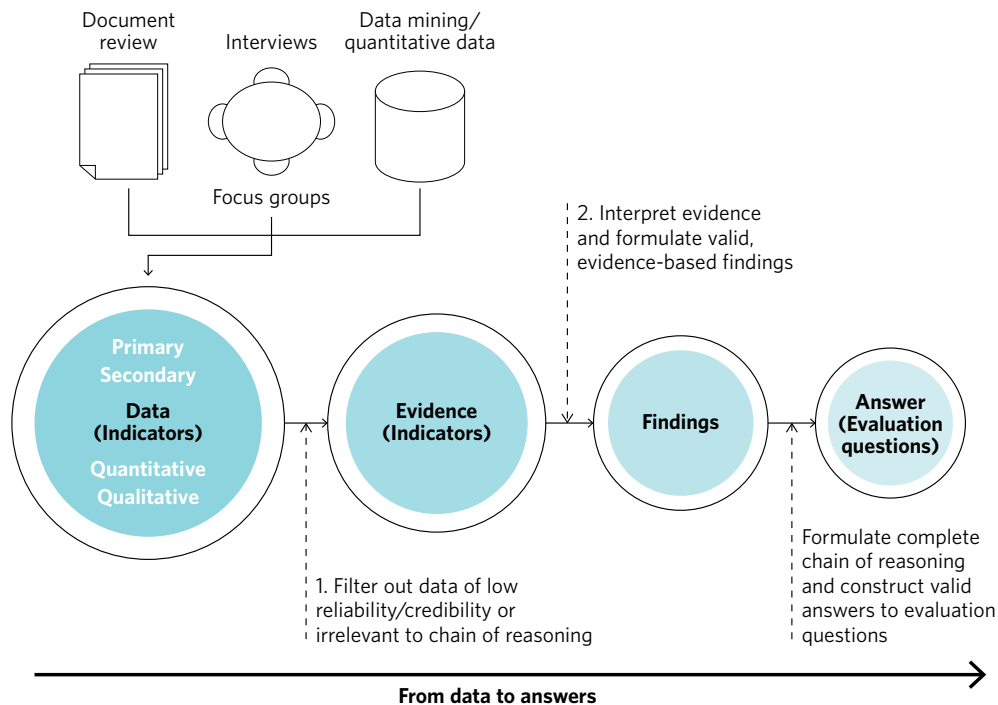 Document
review
Interviews
Data mining/
quantitative data
Focus groups
2. Interpret evidence
and formulate valid,
evidence-based findings
Primary
Secondary
Data
(Indicators)
Quantitative
Qualitative
Evidence
(Indicators)
Findings
Answer
(Evaluation
questions)
1. Filter out data of low
reliability/credibility or
irrelevant to chain of reasoning
Formulate complete
chain of reasoning
and construct valid
answers to evaluation
questions
From data to answers